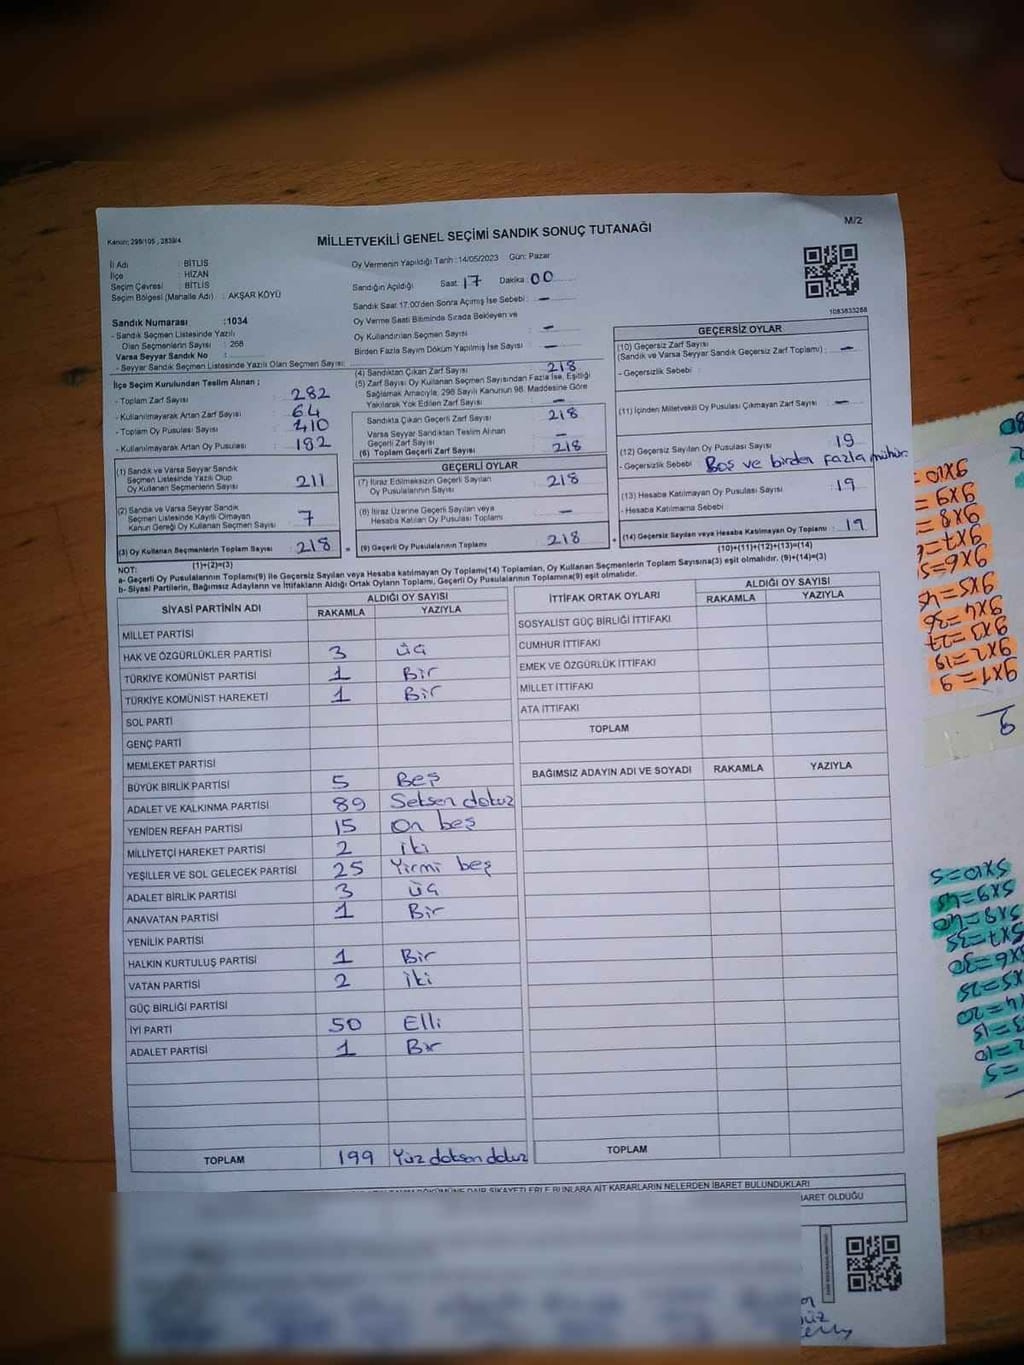 Kanun: 298/105 , 2839/4
MİLLETVEKİLİ GENEL SEÇİMİ SANDIK SONUÇ TUTANAĞI
M/2
İl Adı : BİTLİS
İlçe : HİZAN
Seçim Çevresi : BİTLİS
Seçim Bölgesi (Mahalle Adı) : AKŞAR KÖYÜ
Sandık Numarası :1034
- Sandık Seçmen Listesinde Yazılı
Olan Seçmenlerin Sayısı : 268
Varsa Seyyar Sandık No :
- Seyyar Sandık Seçmen Listesinde Yazılı Olan Seçmen Sayısı:
Oy Vermenin Yapıldığı Tarih :14/05/2023 Gün: Pazar
Sandığın Açıldığı Saat: 17 Dakika: 00
Sandık Saat 17.00'den Sonra Açılmış İse Sebebi : —
Oy Verme Saati Bitiminde Sırada Bekleyen ve
Oy Kullandırılan Seçmen Sayısı : —
Birden Fazla Sayım Döküm Yapılmış İse Sayısı : —
1083833288
İlçe Seçim Kurulundan Teslim Alınan ;
- Toplam Zarf Sayısı : 282
- Kullanılmayarak Artan Zarf Sayısı : 64
- Toplam Oy Pusulası Sayısı : 410
- Kullanılmayarak Artan Oy Pusulası : 182
(1) Sandık ve Varsa Seyyar Sandık
Seçmen Listesinde Yazılı Olup
Oy Kullanan Seçmenlerin Sayısı : 211
(2) Sandık ve Varsa Seyyar Sandık
Seçmen Listesinde Kayıtlı Olmayan
Kanun Gereği Oy Kullanan Seçmen Sayısı : 7
(3) Oy Kullanan Seçmenlerin Toplam Sayısı : 218
(1)+(2)=(3)
(4) Sandıktan Çıkan Zarf Sayısı : 218
(5) Zarf Sayısı Oy Kullanan Seçmen Sayısından Fazla İse, Eşitliği
Sağlamak Amacıyla, 298 Sayılı Kanunun 98. Maddesine Göre
Yakılarak Yok Edilen Zarf Sayısı : —
Sandıkta Çıkan Geçerli Zarf Sayısı : 218
Varsa Seyyar Sandıktan Teslim Alınan
Geçerli Zarf Sayısı : —
(6) Toplam Geçerli Zarf Sayısı : 218
GEÇERLİ OYLAR
(7) İtiraz Edilmeksizin Geçerli Sayılan
Oy Pusulalarının Sayısı : 218
(8) İtiraz Üzerine Geçerli Sayılan veya
Hesaba Katılan Oy Pusulası Toplamı : —
= (9) Geçerli Oy Pusulalarının Toplamı : 218
GEÇERSİZ OYLAR
(10) Geçersiz Zarf Sayısı
(Sandık ve Varsa Seyyar Sandık Geçersiz Zarf Toplamı) : —
- Geçersizlik Sebebi :
(11) İçinden Milletvekili Oy Pusulası Çıkmayan Zarf Sayısı : —
(12) Geçersiz Sayılan Oy Pusulası Sayısı : 19
- Geçersizlik Sebebi : Boş ve birden fazla mühür.
(13) Hesaba Katılmayan Oy Pusulası Sayısı : 19
- Hesaba Katılmama Sebebi :
+ (14) Geçersiz Sayılan veya Hesaba Katılmayan Oy Toplamı : 19
(10)+(11)+(12)+(13)=(14)
NOT:
a- Geçerli Oy Pusulalarının Toplamı(9) ile Geçersiz Sayılan veya Hesaba katılmayan Oy Toplamı(14) Toplamları, Oy Kullanan Seçmenlerin Toplam Sayısına(3) eşit olmalıdır. (9)+(14)=(3)
b- Siyasi Partilerin, Bağımsız Adayların ve İttifakların Aldığı Ortak Oyların Toplamı, Geçerli Oy Pusulalarının Toplamına(9) eşit olmalıdır.
SİYASİ PARTİNİN ADI ALDIĞI OY SAYISI
RAKAMLA YAZIYLA
MİLLET PARTİSİ
HAK VE ÖZGÜRLÜKLER PARTİSİ 3 üç
TÜRKİYE KOMÜNİST PARTİSİ 1 Bir
TÜRKİYE KOMÜNİST HAREKETİ 1 Bir
SOL PARTİ
GENÇ PARTİ
MEMLEKET PARTİSİ
BÜYÜK BİRLİK PARTİSİ 5 Beş
ADALET VE KALKINMA PARTİSİ 89 Seksen dokuz
YENİDEN REFAH PARTİSİ 15 On beş
MİLLİYETÇİ HAREKET PARTİSİ 2 iki
YEŞİLLER VE SOL GELECEK PARTİSİ 25 Yirmi beş
ADALET BİRLİK PARTİSİ 3 üç
ANAVATAN PARTİSİ 1 Bir
YENİLİK PARTİSİ
HALKIN KURTULUŞ PARTİSİ 1 Bir
VATAN PARTİSİ 2 iki
GÜÇ BİRLİĞİ PARTİSİ
İYİ PARTİ 50 Elli
ADALET PARTİSİ 1 Bir
TOPLAM 199 Yüz doksan dokuz
İTTİFAK ORTAK OYLARI ALDIĞI OY SAYISI
RAKAMLA YAZIYLA
SOSYALİST GÜÇ BİRLİĞİ İTTİFAKI
CUMHUR İTTİFAKI
EMEK VE ÖZGÜRLÜK İTTİFAKI
MİLLET İTTİFAKI
ATA İTTİFAKI
TOPLAM
BAĞIMSIZ ADAYIN ADI VE SOYADI RAKAMLA YAZIYLA
TOPLAM
DÖKÜMÜNE DAİR ŞİKAYETLERLE BUNLARA AİT KARARLARIN NELERDEN İBARET BULUNDUKLARI
BARET OLDUĞU
9x1=9
9x2=19
9x3=27
9x4=36
9x5=45
9x10
5x10=5